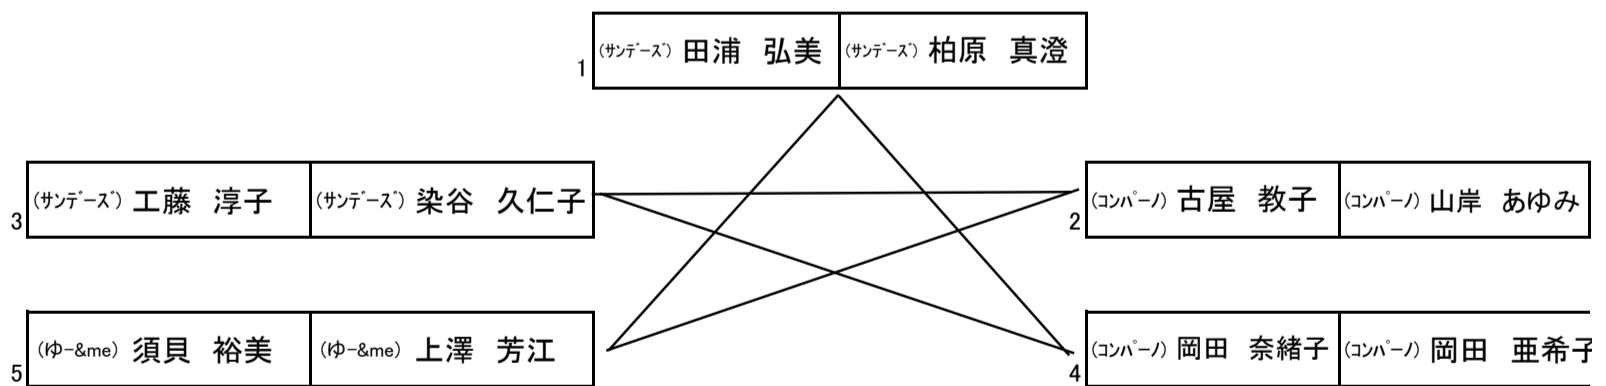 1 (ｻﾝﾃﾞｰｽﾞ) 田浦　弘美 (ｻﾝﾃﾞｰｽﾞ) 柏原　真澄
3 (ｻﾝﾃﾞｰｽﾞ) 工藤　淳子 (ｻﾝﾃﾞｰｽﾞ) 染谷　久仁子
2 (ｺﾝﾊﾟｰﾉ) 古屋　教子 (ｺﾝﾊﾟｰﾉ) 山岸　あゆみ
5 (ゆｰ&me) 須貝　裕美 (ゆｰ&me) 上澤　芳江
4 (ｺﾝﾊﾟｰﾉ) 岡田　奈緒子 (ｺﾝﾊﾟｰﾉ) 岡田　亜希子